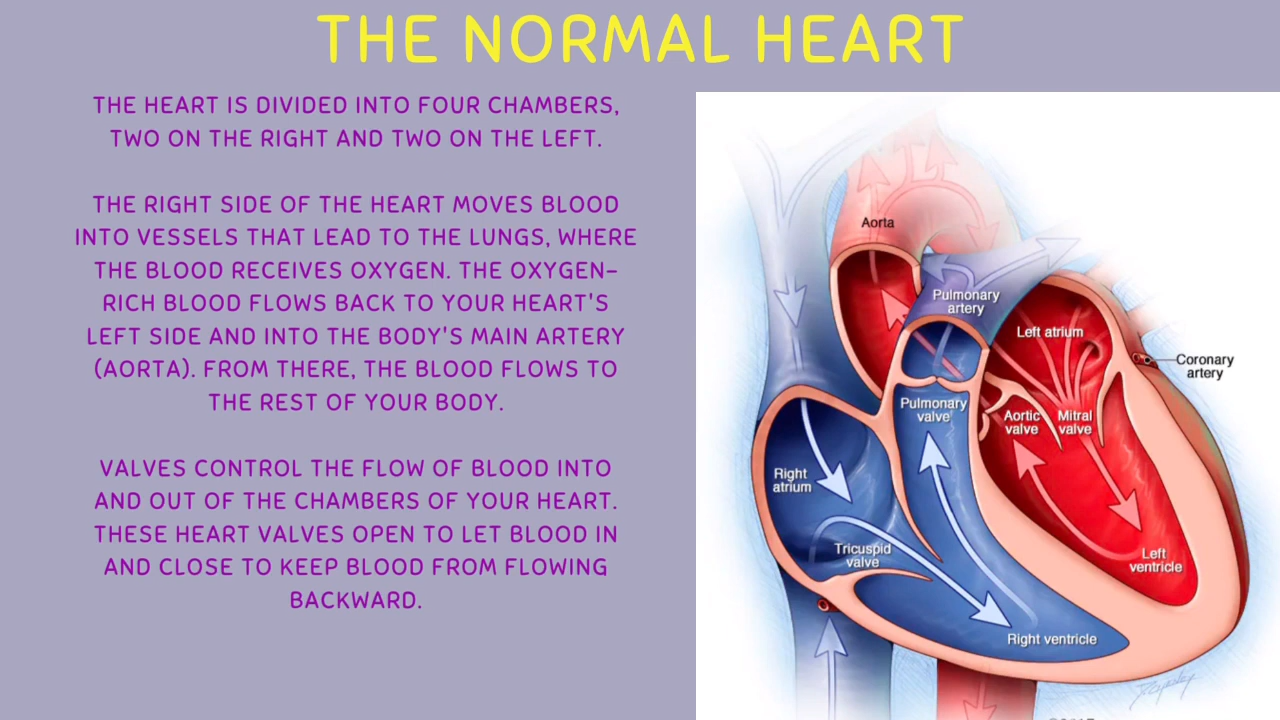 THE NORMAL HEART
THE HEART IS DIVIDED INTO FOUR CHAMBERS,
TWO ON THE RIGHT AND TWO ON THE LEFT.
THE RIGHT SIDE OF THE HEART MOVES BLOOD
INTO VESSELS THAT LEAD TO THE LUNGS, WHERE
THE BLOOD RECEIVES OXYGEN. THE OXYGEN-
RICH BLOOD FLOWS BACK TO YOUR HEART'S
LEFT SIDE AND INTO THE BODY'S MAIN ARTERY
(AORTA). FROM THERE, THE BLOOD FLOWS TO
THE REST OF YOUR BODY.
VALVES CONTROL THE FLOW OF BLOOD INTO
AND OUT OF THE CHAMBERS OF YOUR HEART.
THESE HEART VALVES OPEN TO LET BLOOD IN
AND CLOSE TO KEEP BLOOD FROM FLOWING
BACKWARD.
Aorta
Pulmonary
artery
Left atrium
Coronary
artery
Pulmonary
valve
Aortic
valve
Mitral
valve
Right
atrium
Tricuspid
valve
Left
ventricle
Right ventricle